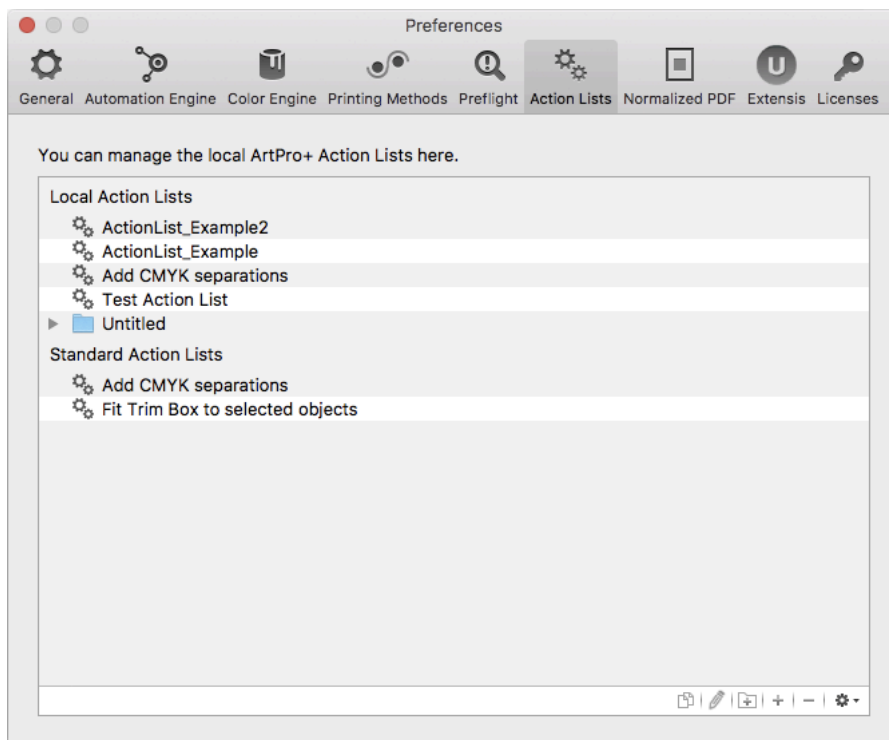 Preferences
General Automation Engine Color Engine Printing Methods Preflight Action Lists Normalized PDF Extensis Licenses
You can manage the local ArtPro+ Action Lists here.
Local Action Lists
ActionList_Example2
ActionList_Example
Add CMYK separations
Test Action List
Untitled
Standard Action Lists
Add CMYK separations
Fit Trim Box to selected objects